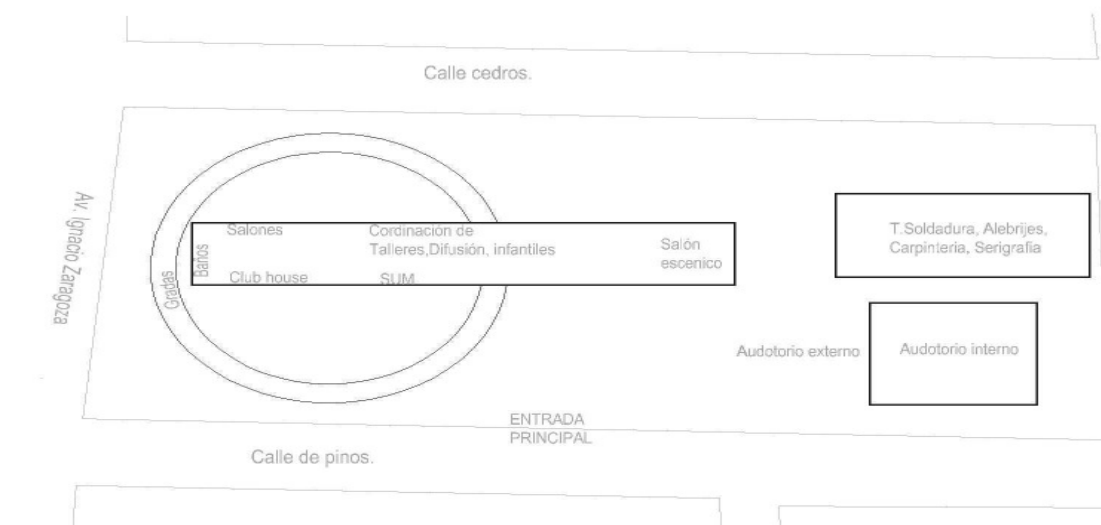 Calle cedros.
Av. Ignacio Zaragoza
Gradas
Baños
Salones
Cordinación de
Talleres,Difusión, infantiles
Club house
SUM
Salón
escenico
T.Soldadura, Alebrijes,
Carpinteria, Serigrafia
Audotorio externo
Audotorio interno
ENTRADA
PRINCIPAL
Calle de pinos.